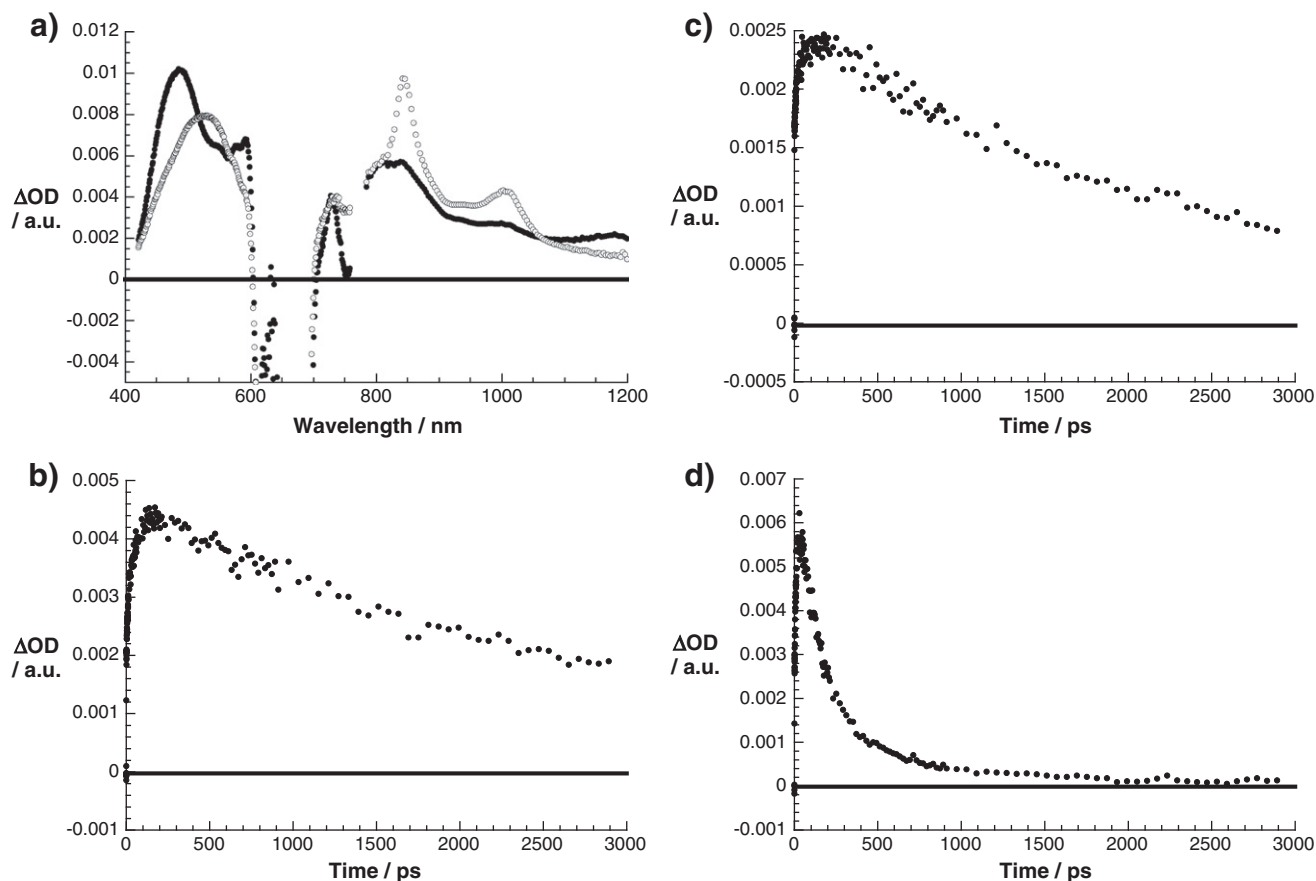 a)
0.012
0.01
0.008
0.006
0.004
0.002
0
-0.002
-0.004
ΔOD
/ a.u.
400 600 800 1000 1200
Wavelength / nm
c)
0.0025
0.002
0.0015
0.001
0.0005
0
-0.0005
ΔOD
/ a.u.
0 500 1000 1500 2000 2500 3000
Time / ps
b)
0.005
0.004
0.003
0.002
0.001
0
-0.001
ΔOD
/ a.u.
0 500 1000 1500 2000 2500 3000
Time / ps
d)
0.007
0.006
0.005
0.004
0.003
0.002
0.001
0
-0.001
ΔOD
/ a.u.
0 500 1000 1500 2000 2500 3000
Time / ps